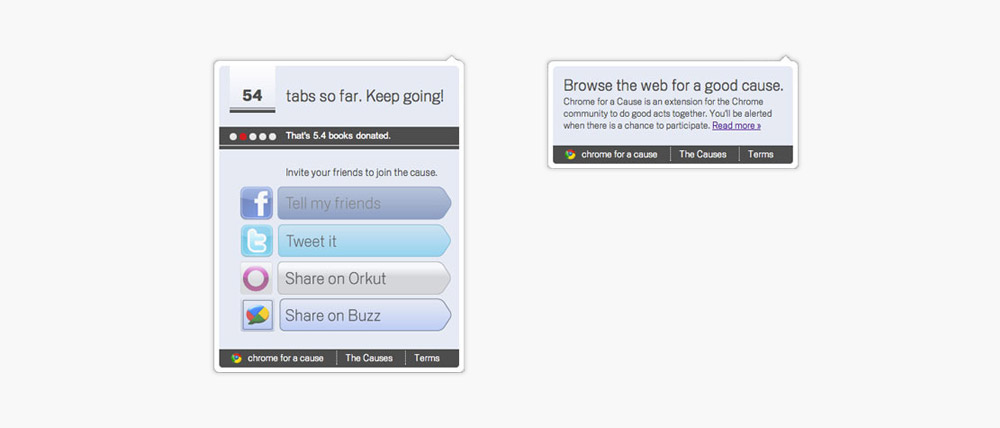 54
tabs so far. Keep going!
That's 5.4 books donated.
Invite your friends to join the cause.
f
Tell my friends
t
Tweet it
Share on Orkut
Share on Buzz
chrome for a cause
The Causes
Terms
Browse the web for a good cause.
Chrome for a Cause is an extension for the Chrome
community to do good acts together. You'll be alerted
when there is a chance to participate. Read more »
chrome for a cause
The Causes
Terms